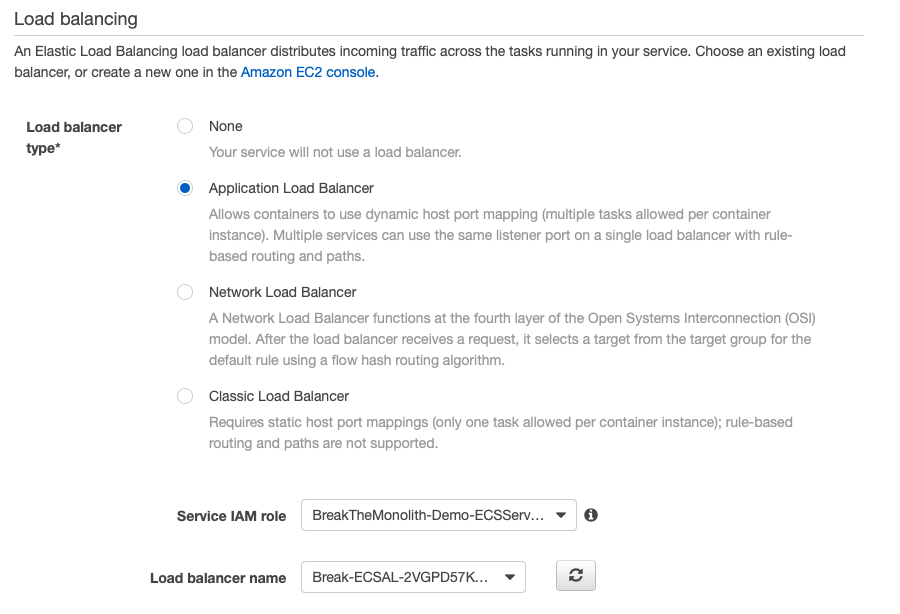 Load balancing
An Elastic Load Balancing load balancer distributes incoming traffic across the tasks running in your service. Choose an existing load
balancer, or create a new one in the Amazon EC2 console.
Load balancer
type*
None
Your service will not use a load balancer.
Application Load Balancer
Allows containers to use dynamic host port mapping (multiple tasks allowed per container
instance). Multiple services can use the same listener port on a single load balancer with rule-
based routing and paths.
Network Load Balancer
A Network Load Balancer functions at the fourth layer of the Open Systems Interconnection (OSI)
model. After the load balancer receives a request, it selects a target from the target group for the
default rule using a flow hash routing algorithm.
Classic Load Balancer
Requires static host port mappings (only one task allowed per container instance); rule-based
routing and paths are not supported.
Service IAM role BreakTheMonolith-Demo-ECSServ...
Load balancer name Break-ECSAL-2VGPD57K...